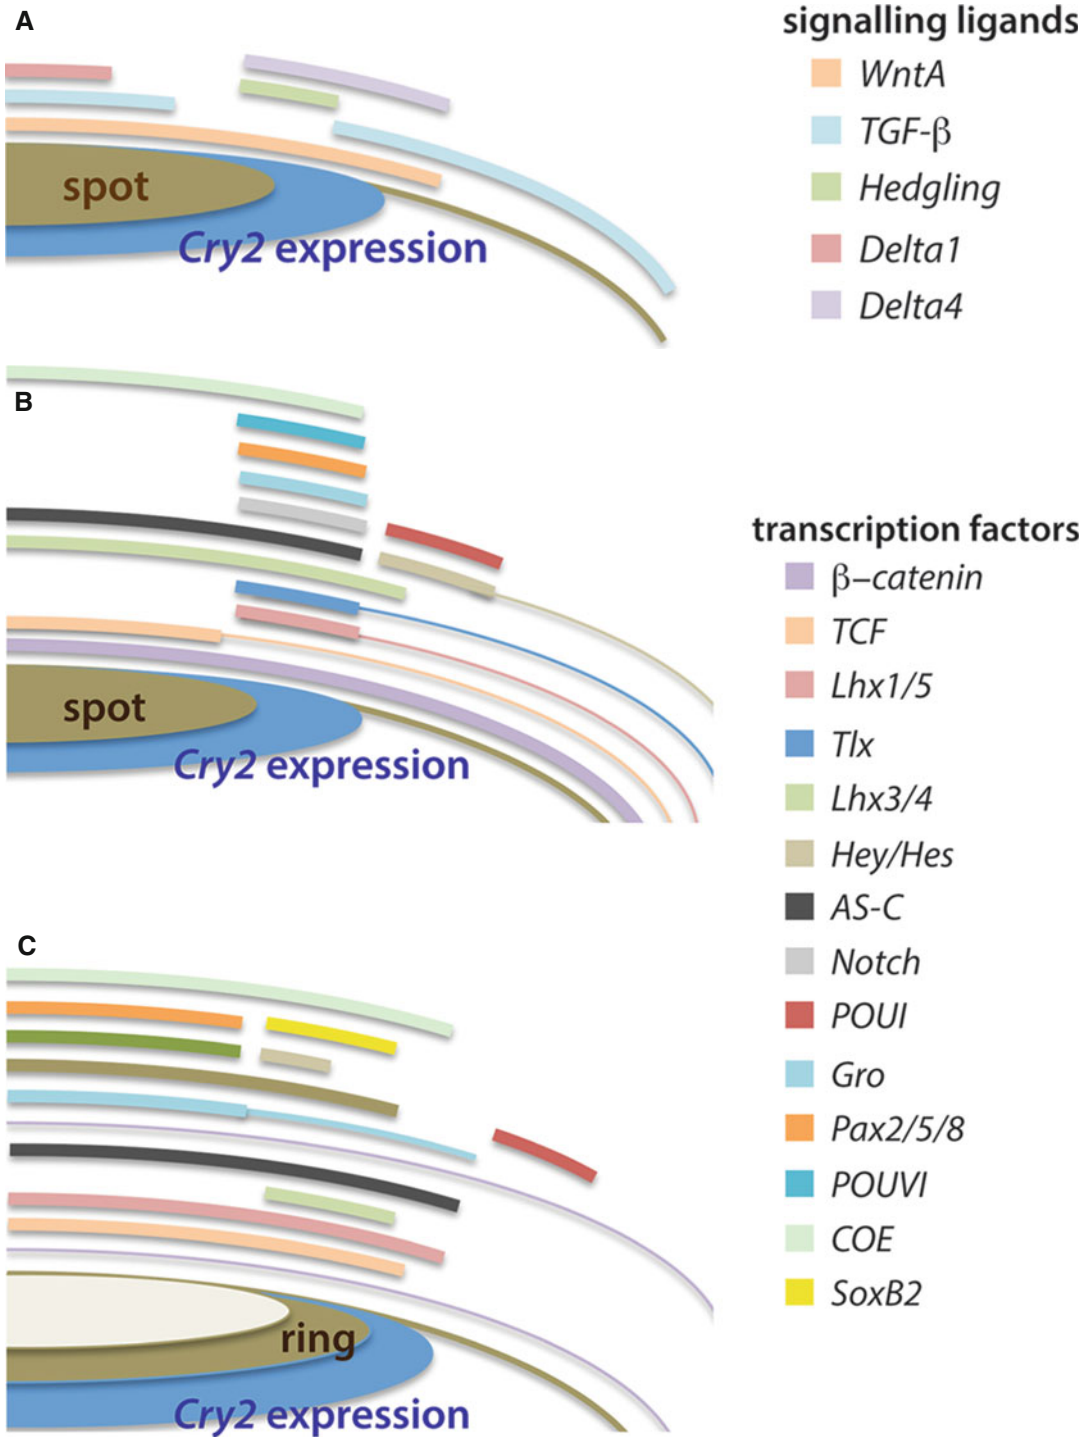 A
signalling ligands
WntA
TGF-β
Hedgling
Delta1
Delta4
spot
Cry2 expression
B
transcription factors
β–catenin
TCF
Lhx1/5
Tlx
Lhx3/4
Hey/Hes
AS-C
Notch
POUI
Gro
Pax2/5/8
POUVI
COE
SoxB2
spot
Cry2 expression
C
ring
Cry2 expression